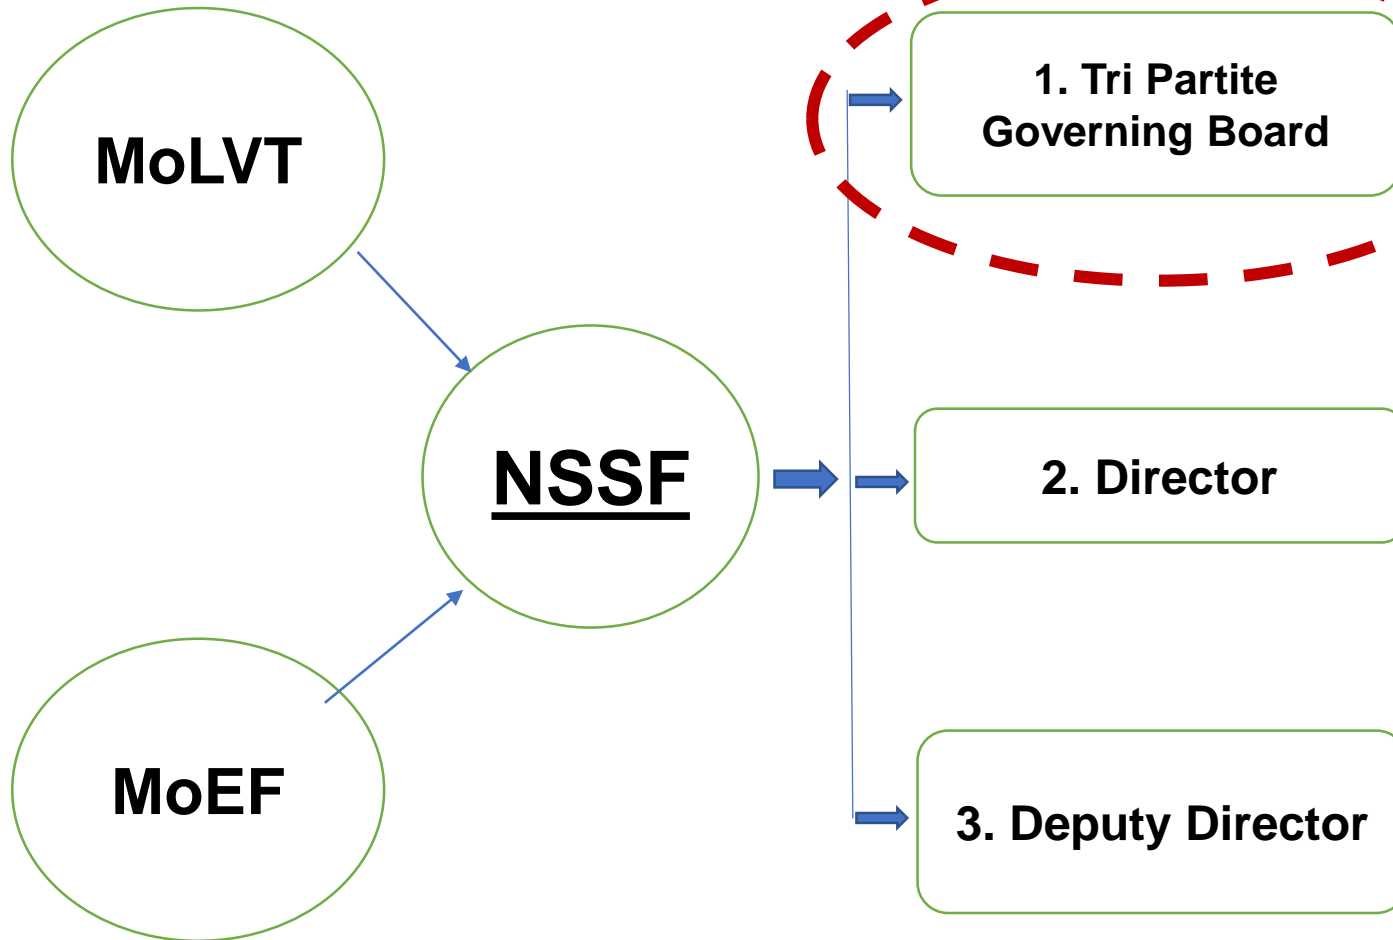 MoLVT
1. Tri Partite
Governing Board
NSSF
2. Director
MoEF
3. Deputy Director